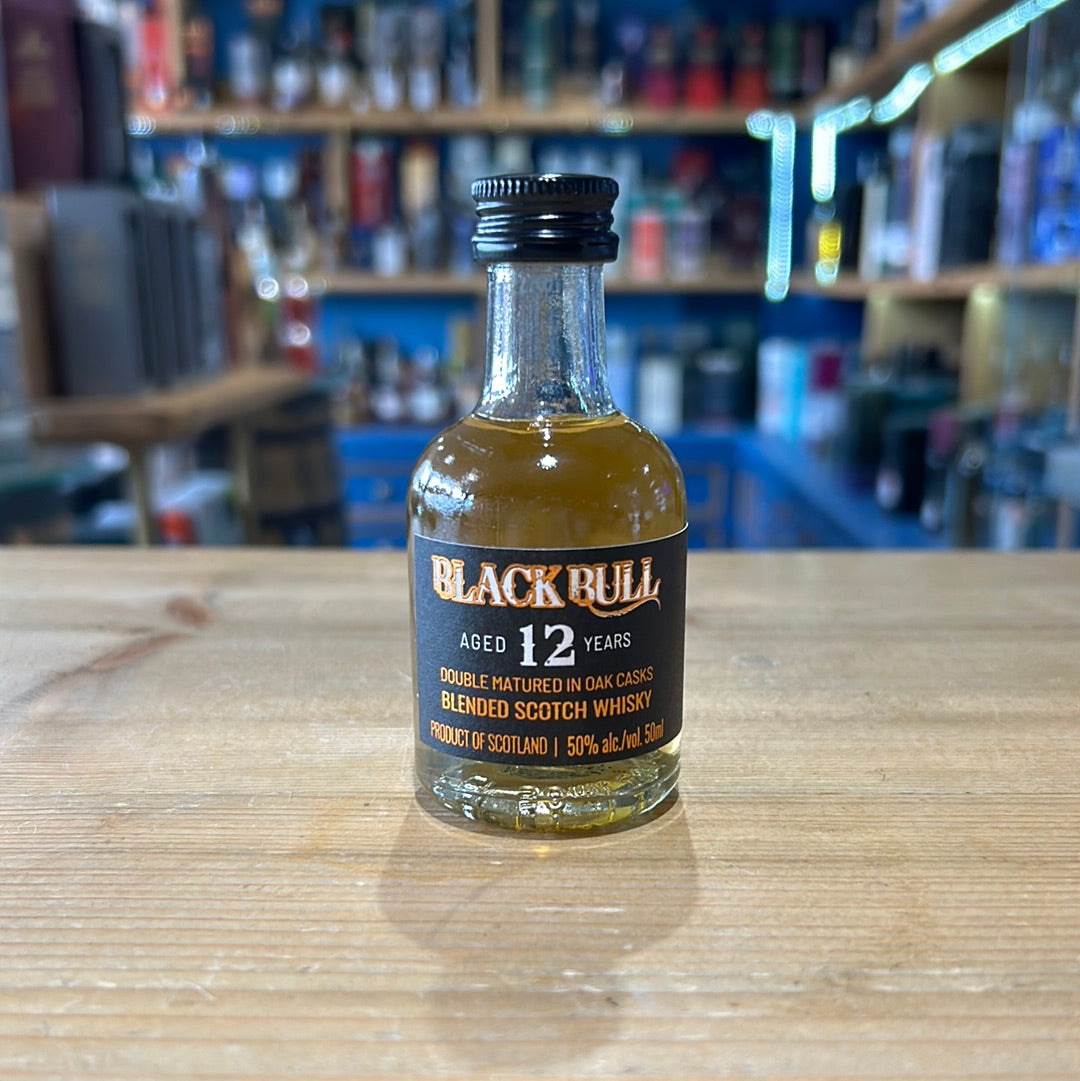 BLACK BULL
AGED 12 YEARS
DOUBLE MATURED IN OAK CASKS
BLENDED SCOTCH WHISKY
PRODUCT OF SCOTLAND | 50% alc./vol. 50ml